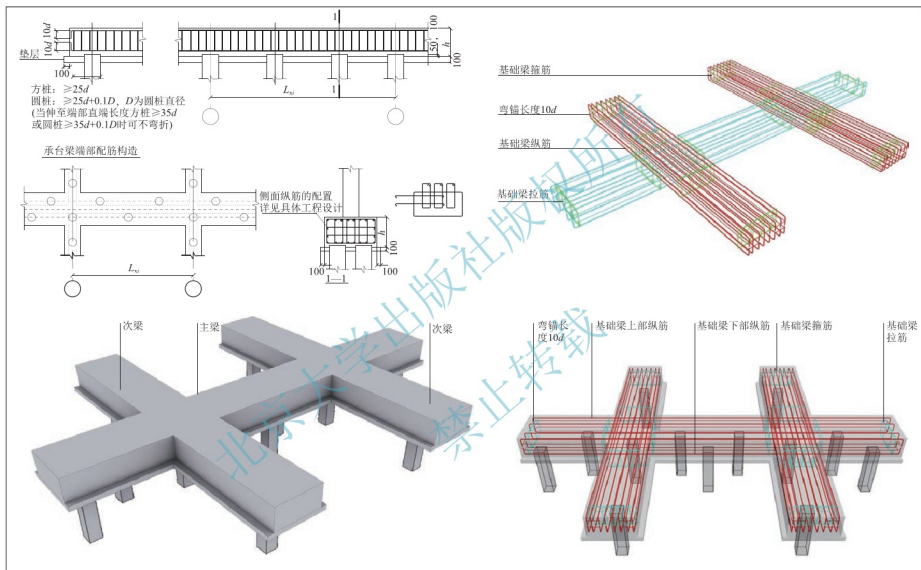 10d
10d
垫层
100
方桩：≥25d
圆桩：≥25d+0.1D、D为圆桩直径
(当伸至端部直端长度方桩≥35d
或圆桩≥35d+0.1D时可不弯折)
1
1
Lni
50,
100
h
100
承台梁端部配筋构造
侧面纵筋的配置
详见具体工程设计
Lni
h
100
100
100
1—1
基础梁箍筋
弯锚长度10d
基础梁纵筋
基础梁拉筋
次梁
主梁
次梁
弯锚长
度10d
基础梁上部纵筋
基础梁下部纵筋
基础梁箍筋
基础梁
拉筋
北京大学出版社版权所有
禁止转载